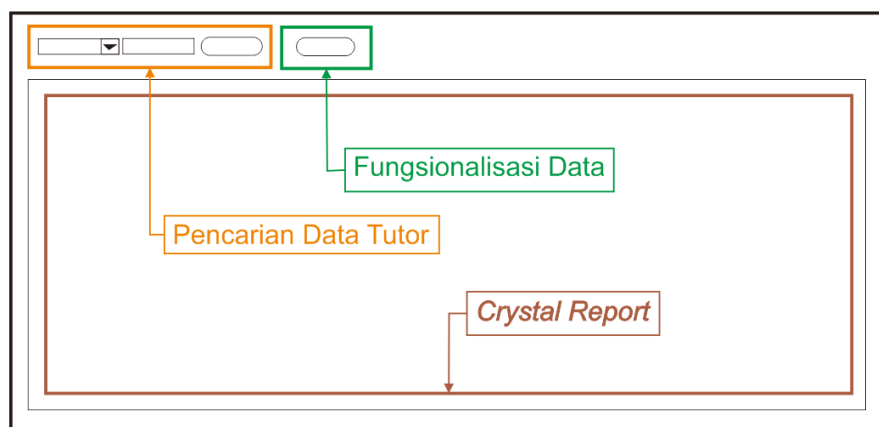 Fungsionalisasi Data
Pencarian Data Tutor
Crystal Report